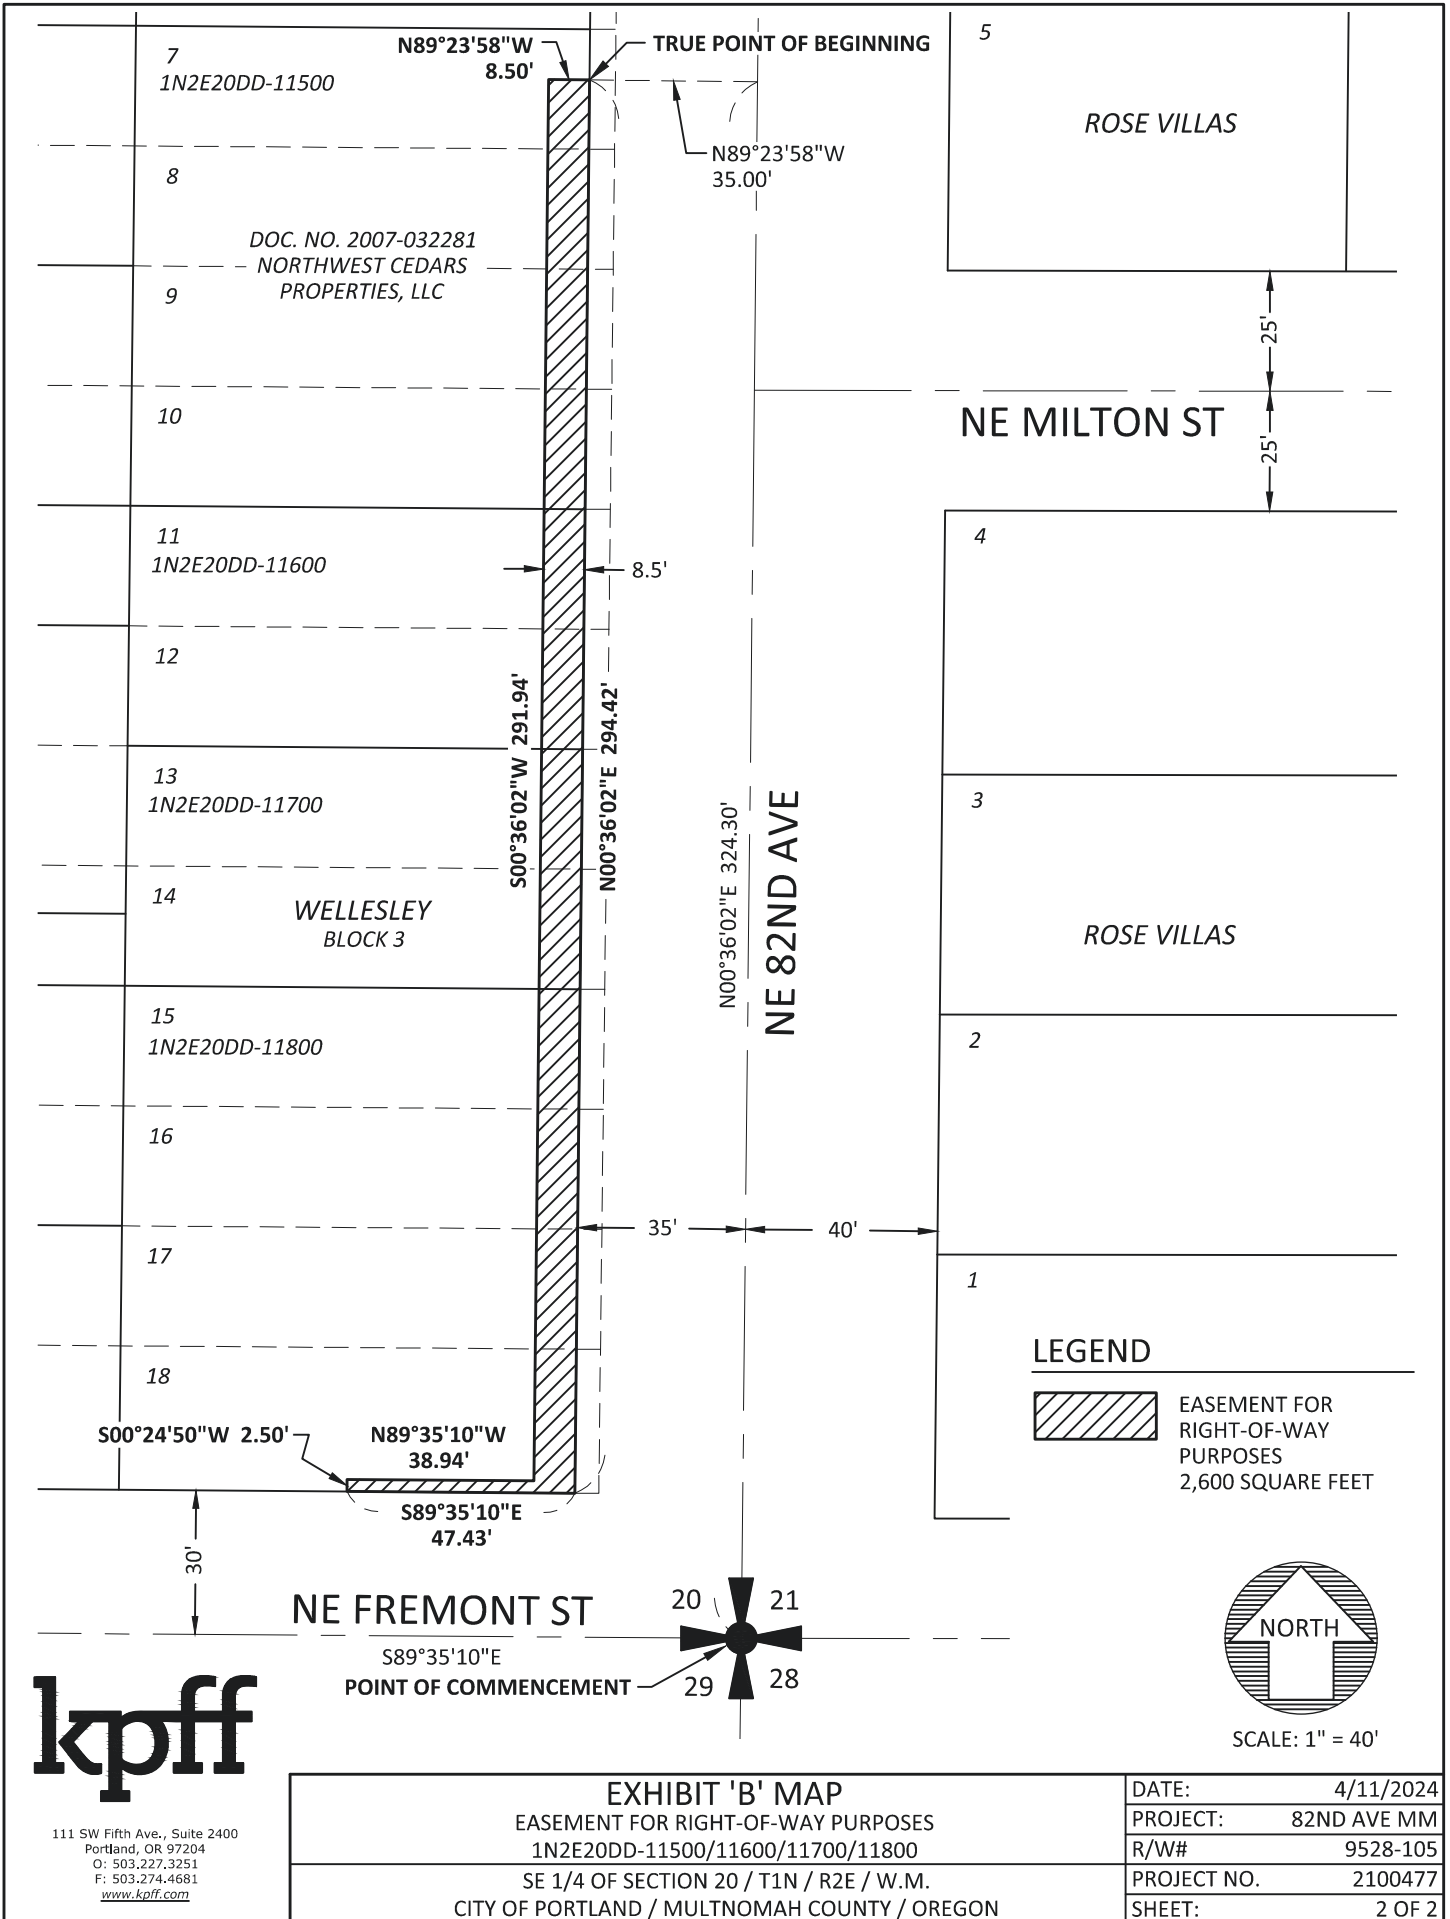 7
1N2E20DD-11500
N89°23'58"W
8.50'
TRUE POINT OF BEGINNING
5
ROSE VILLAS
N89°23'58"W
35.00'
8
DOC. NO. 2007-032281
NORTHWEST CEDARS
PROPERTIES, LLC
9
25'
10
NE MILTON ST
25'
11
1N2E20DD-11600
4
8.5'
12
S00°36'02"W 291.94'
N00°36'02"E 294.42'
13
1N2E20DD-11700
3
N00°36'02"E 324.30'
NE 82ND AVE
14
WELLESLEY
BLOCK 3
ROSE VILLAS
15
1N2E20DD-11800
2
16
35'
40'
17
1
LEGEND
EASEMENT FOR
RIGHT-OF-WAY
PURPOSES
2,600 SQUARE FEET
18
S00°24'50"W 2.50'
N89°35'10"W
38.94'
S89°35'10"E
47.43'
30'
NE FREMONT ST
S89°35'10"E
POINT OF COMMENCEMENT
20
21
29
28
NORTH
SCALE: 1" = 40'
kpff
111 SW Fifth Ave., Suite 2400
Portland, OR 97204
O: 503.227.3251
F: 503.274.4681
www.kpff.com
EXHIBIT 'B' MAP
EASEMENT FOR RIGHT-OF-WAY PURPOSES
1N2E20DD-11500/11600/11700/11800
SE 1/4 OF SECTION 20 / T1N / R2E / W.M.
CITY OF PORTLAND / MULTNOMAH COUNTY / OREGON
DATE: 4/11/2024
PROJECT: 82ND AVE MM
R/W# 9528-105
PROJECT NO. 2100477
SHEET: 2 OF 2